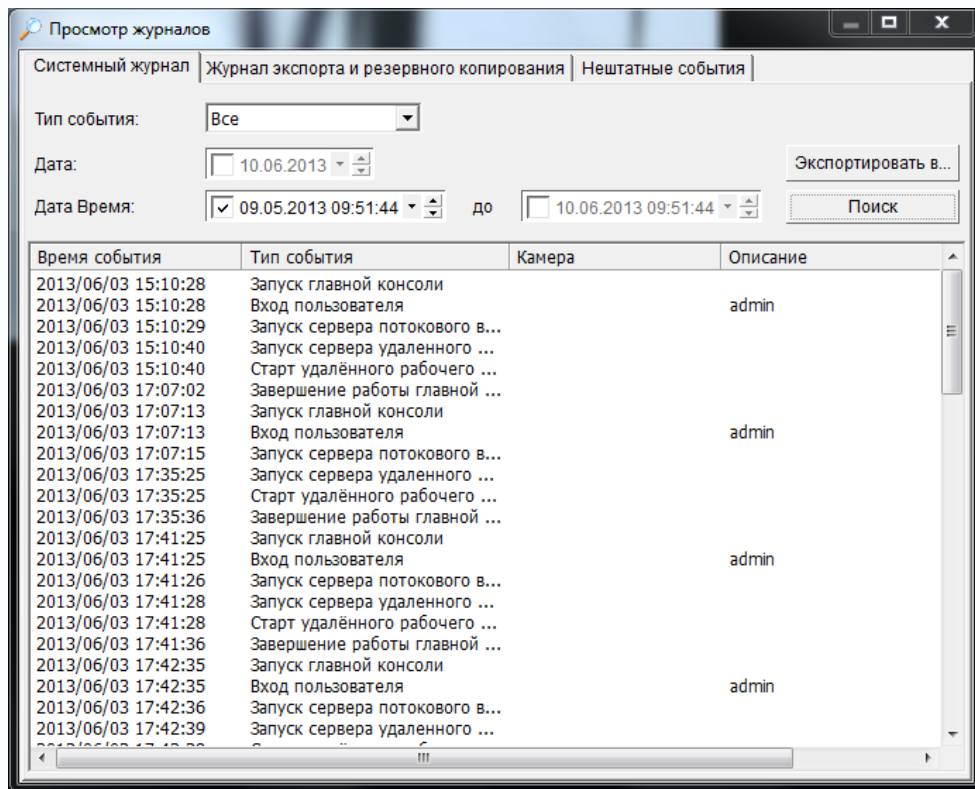 Просмотр журналов
Системный журнал Журнал экспорта и резервного копирования Нештатные события
Тип события: Все
Дата: 10.06.2013 Экспортировать в...
Дата Время: 09.05.2013 09:51:44 до 10.06.2013 09:51:44 Поиск
Время события Тип события Камера Описание
2013/06/03 15:10:28 Запуск главной консоли
2013/06/03 15:10:28 Вход пользователя admin
2013/06/03 15:10:29 Запуск сервера потокового в...
2013/06/03 15:10:40 Запуск сервера удаленного ...
2013/06/03 15:10:40 Старт удалённого рабочего ...
2013/06/03 17:07:02 Завершение работы главной ...
2013/06/03 17:07:13 Запуск главной консоли
2013/06/03 17:07:13 Вход пользователя admin
2013/06/03 17:07:15 Запуск сервера потокового в...
2013/06/03 17:35:25 Запуск сервера удаленного ...
2013/06/03 17:35:25 Старт удалённого рабочего ...
2013/06/03 17:35:36 Завершение работы главной ...
2013/06/03 17:41:25 Запуск главной консоли
2013/06/03 17:41:25 Вход пользователя admin
2013/06/03 17:41:26 Запуск сервера потокового в...
2013/06/03 17:41:28 Запуск сервера удаленного ...
2013/06/03 17:41:28 Старт удалённого рабочего ...
2013/06/03 17:41:36 Завершение работы главной ...
2013/06/03 17:42:35 Запуск главной консоли
2013/06/03 17:42:35 Вход пользователя admin
2013/06/03 17:42:36 Запуск сервера потокового в...
2013/06/03 17:42:39 Запуск сервера удаленного ...